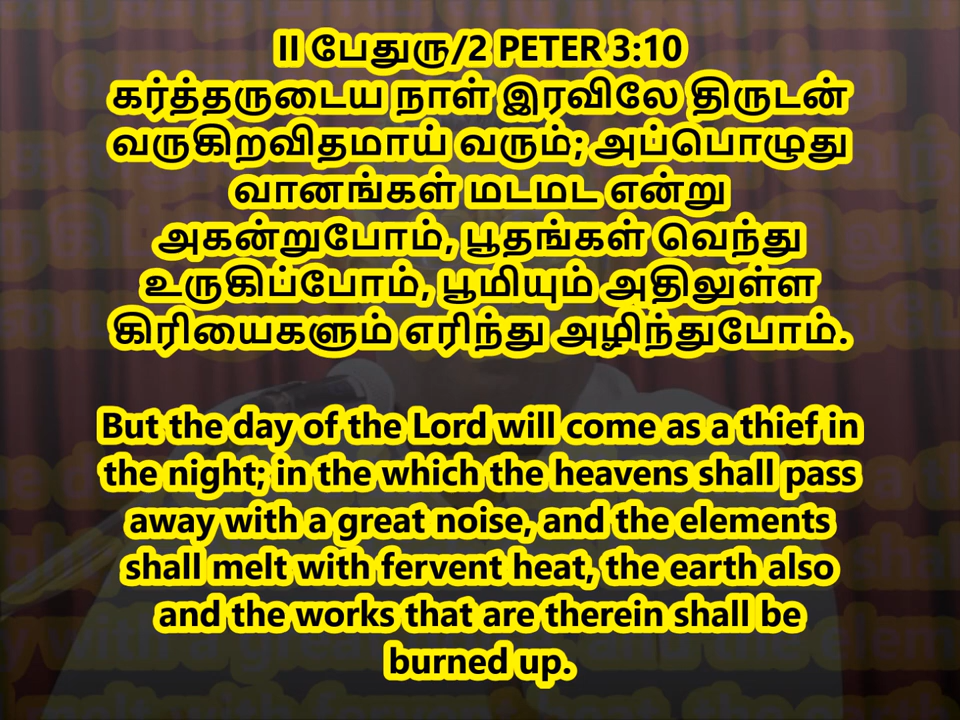 II பேதுரு/2 PETER 3:10
கர்த்தருடைய நாள் இரவிலே திருடன்
வருகிறவிதமாய் வரும்; அப்பொழுது
வானங்கள் மடமட என்று
அகன்றுபோம், பூதங்கள் வெந்து
உருகிப்போம், பூமியும் அதிலுள்ள
கிரியைகளும் எரிந்து அழிந்துபோம்.
But the day of the Lord will come as a thief in
the night; in the which the heavens shall pass
away with a great noise, and the elements
shall melt with fervent heat, the earth also
and the works that are therein shall be
burned up.